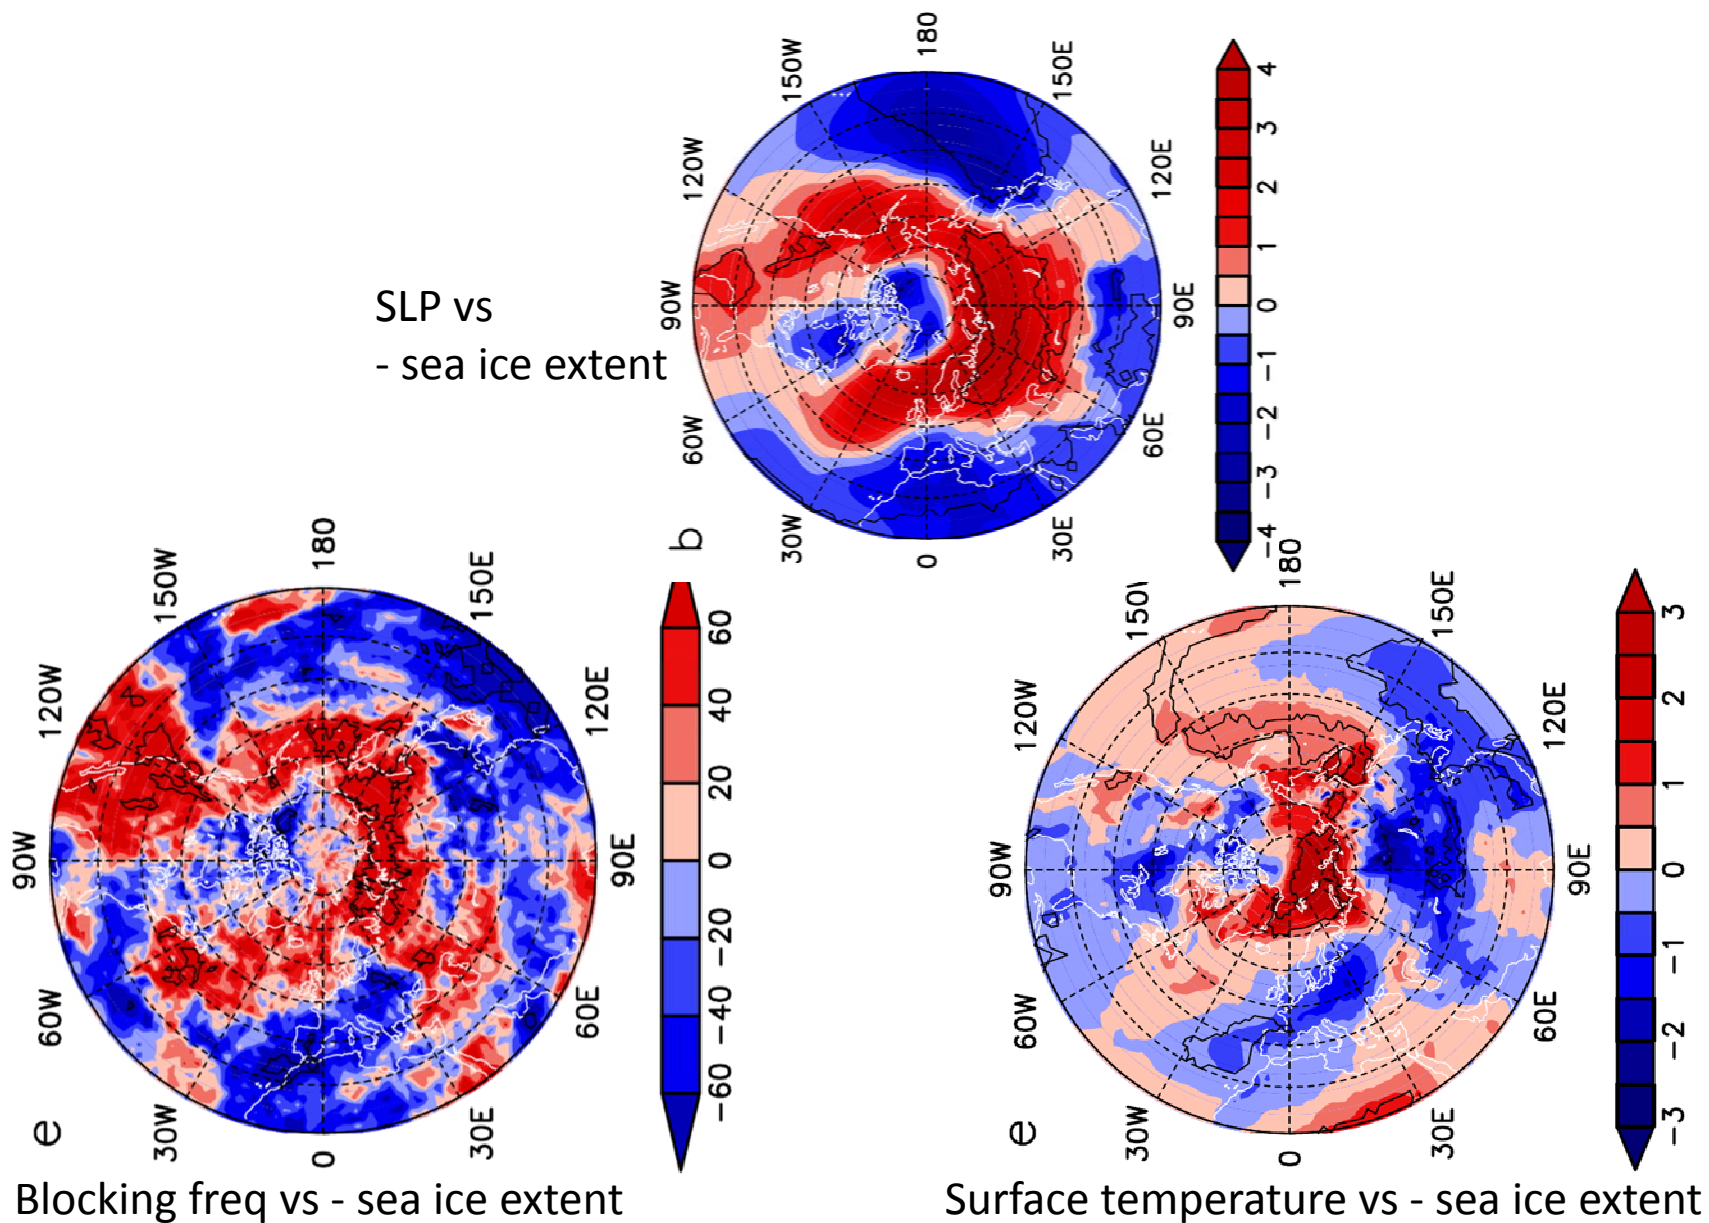 SLP vs
- sea ice extent
b
180
150W
150E
120W
120E
90W
90E
60W
60E
30W
30E
0
4
3
2
1
0
−1
−2
−3
−4
e
180
150W
150E
120W
120E
90W
90E
60W
60E
30W
30E
0
60
40
20
0
−20
−40
−60
Blocking freq vs - sea ice extent
e
180
150W
150E
120W
120E
90W
90E
60W
60E
30W
30E
0
3
2
1
0
−1
−2
−3
Surface temperature vs - sea ice extent